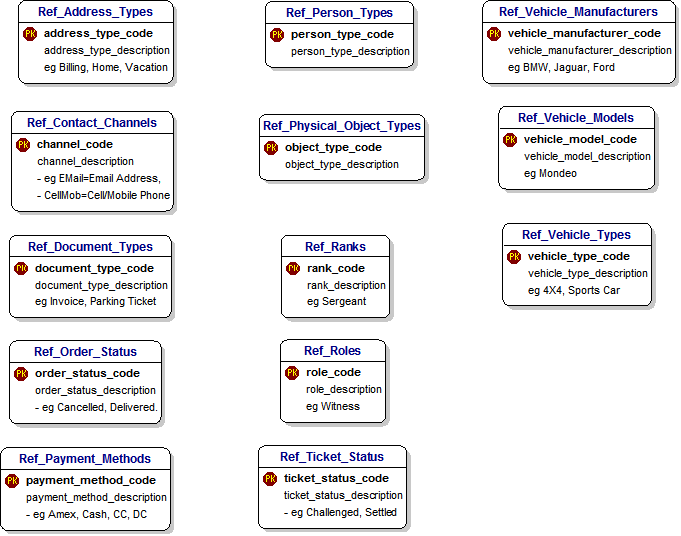 Ref_Address_Types
PK address_type_code
address_type_description
eg Billing, Home, Vacation
Ref_Contact_Channels
PK channel_code
channel_description
- eg EMail=Email Address,
- CellMob=Cell/Mobile Phone
Ref_Document_Types
PK document_type_code
document_type_description
eg Invoice, Parking Ticket
Ref_Order_Status
PK order_status_code
order_status_description
- eg Cancelled, Delivered.
Ref_Payment_Methods
PK payment_method_code
payment_method_description
- eg Amex, Cash, CC, DC
Ref_Person_Types
PK person_type_code
person_type_description
Ref_Physical_Object_Types
PK object_type_code
object_type_description
Ref_Ranks
PK rank_code
rank_description
eg Sergeant
Ref_Roles
PK role_code
role_description
eg Witness
Ref_Ticket_Status
PK ticket_status_code
ticket_status_description
- eg Challenged, Settled
Ref_Vehicle_Manufacturers
PK vehicle_manufacturer_code
vehicle_manufacturer_description
eg BMW, Jaguar, Ford
Ref_Vehicle_Models
PK vehicle_model_code
vehicle_model_description
eg Mondeo
Ref_Vehicle_Types
PK vehicle_type_code
vehicle_type_description
eg 4X4, Sports Car